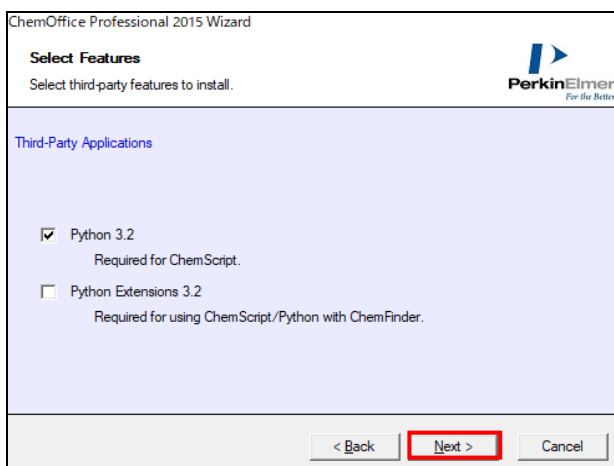 ChemOffice Professional 2015 Wizard
Select Features
Select third-party features to install.
PerkinElmer
For the Better
Third-Party Applications
Python 3.2
Required for ChemScript.
Python Extensions 3.2
Required for using ChemScript/Python with ChemFinder.
< Back
Next >
Cancel